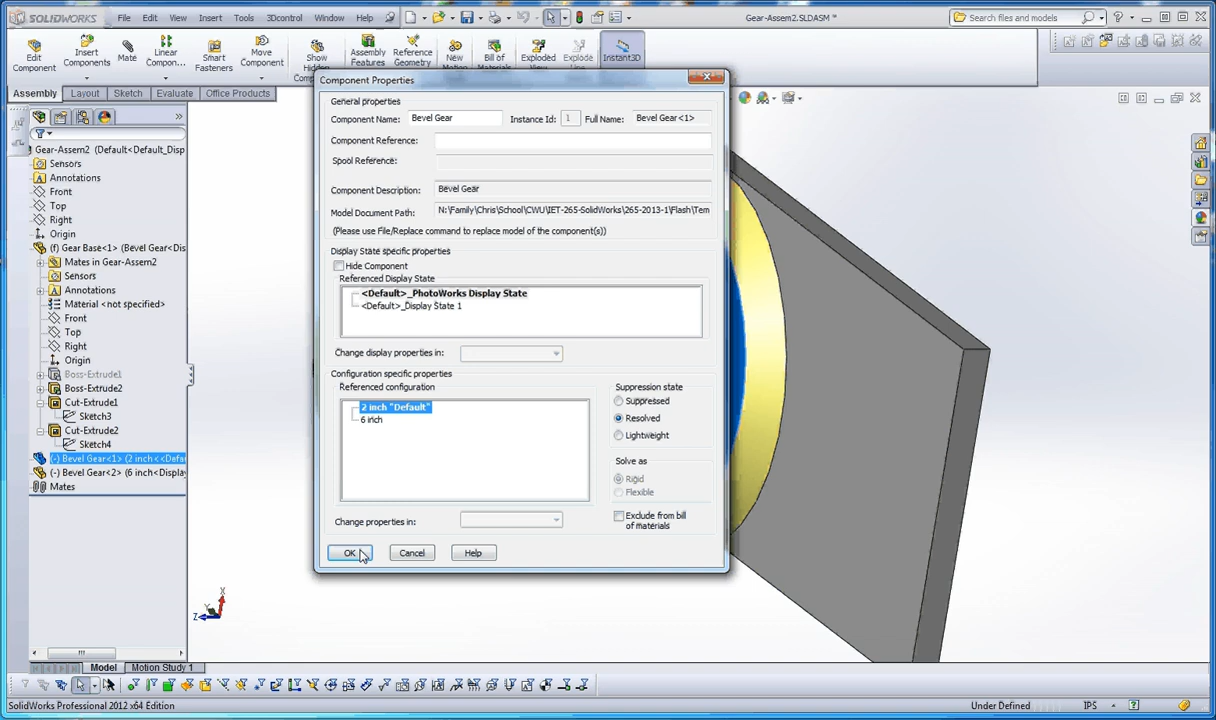 SOLIDWORKS File Edit View Insert Tools 3Dcontrol Window Help Gear-Assem2.SLDASM * Search files and models
Edit Component
Insert Components
Mate
Linear Compon...
Smart Fasteners
Move Component
Show Hidden
Assembly Features
Reference Geometry
New
Bill of
Exploded View
Explode Line
Instant3D
Assembly Layout Sketch Evaluate Office Products
Component Properties
General properties
Component Name: Bevel Gear Instance Id: 1 Full Name: Bevel Gear<1>
Component Reference:
Spool Reference:
Component Description: Bevel Gear
Model Document Path: N:\Family\Chris\School\CWU\IET-265-SolidWorks\265-2013-1\Flash\Tem
(Please use File/Replace command to replace model of the component(s))
Display State specific properties
Hide Component
Referenced Display State
<Default>_PhotoWorks Display State
<Default>_Display State 1
Change display properties in:
Configuration specific properties
Referenced configuration
2 inch "Default"
6 inch
Suppression state
Suppressed
Resolved
Lightweight
Solve as
Rigid
Flexible
Change properties in:
Exclude from bill
of materials
OK Cancel Help
Gear-Assem2 (Default<Default_Disp
Sensors
Annotations
Front
Top
Right
Origin
(f) Gear Base<1> (Bevel Gear<Dis
Mates in Gear-Assem2
Sensors
Annotations
Material <not specified>
Front
Top
Right
Origin
Boss-Extrude1
Boss-Extrude2
Cut-Extrude1
Sketch3
Cut-Extrude2
Sketch4
(-) Bevel Gear<1> (2 inch<<Defau
(-) Bevel Gear<2> (6 inch<Display
Mates
X
Y
Z
Model Motion Study 1
SolidWorks Professional 2012 x64 Edition Under Defined IPS